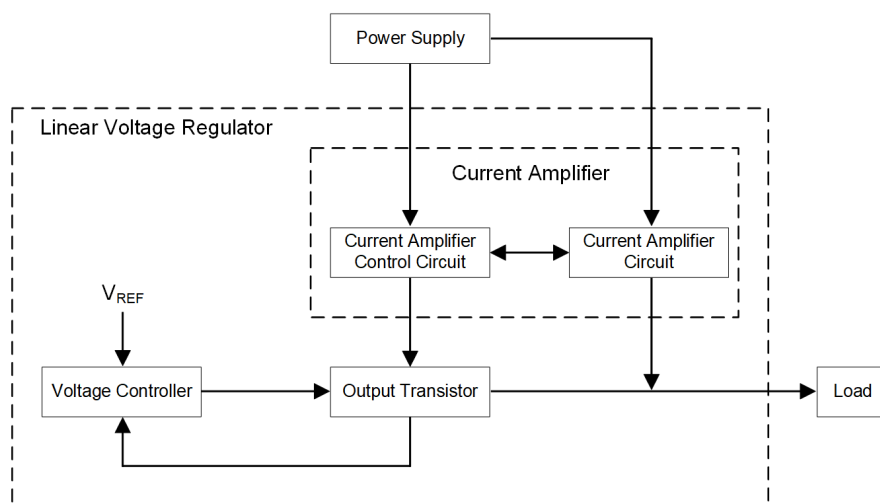 Power Supply
Linear Voltage Regulator
Current Amplifier
Current Amplifier
Control Circuit
Current Amplifier
Circuit
VREF
Voltage Controller
Output Transistor
Load